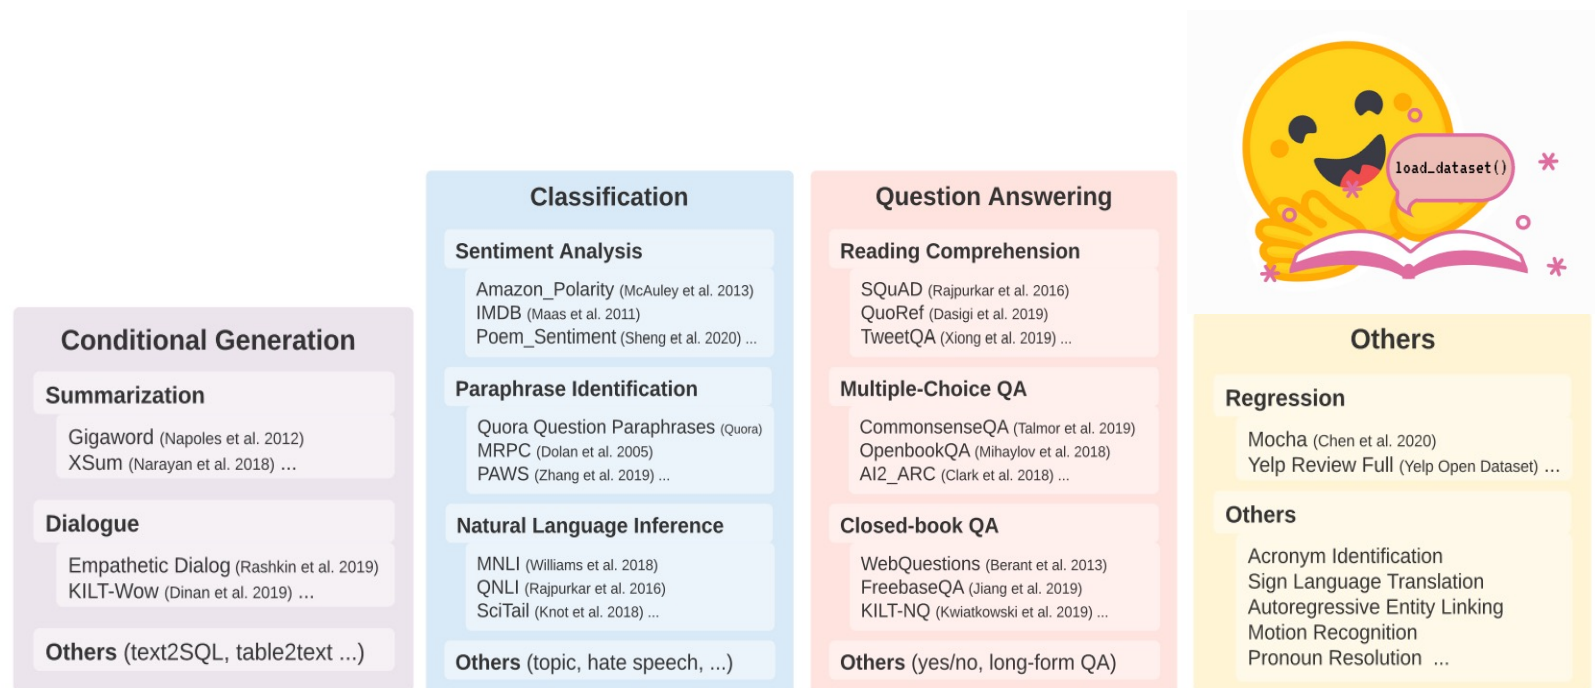 Conditional Generation
Summarization
Gigaword (Napoles et al. 2012)
XSum (Narayan et al. 2018) ...
Dialogue
Empathetic Dialog (Rashkin et al. 2019)
KILT-Wow (Dinan et al. 2019) ...
Others (text2SQL, table2text ...)
Classification
Sentiment Analysis
Amazon_Polarity (McAuley et al. 2013)
IMDB (Maas et al. 2011)
Poem_Sentiment (Sheng et al. 2020) ...
Paraphrase Identification
Quora Question Paraphrases (Quora)
MRPC (Dolan et al. 2005)
PAWS (Zhang et al. 2019) ...
Natural Language Inference
MNLI (Williams et al. 2018)
QNLI (Rajpurkar et al. 2016)
SciTail (Knot et al. 2018) ...
Others (topic, hate speech, ...)
Question Answering
Reading Comprehension
SQuAD (Rajpurkar et al. 2016)
QuoRef (Dasigi et al. 2019)
TweetQA (Xiong et al. 2019) ...
Multiple-Choice QA
CommonsenseQA (Talmor et al. 2019)
OpenbookQA (Mihaylov et al. 2018)
AI2_ARC (Clark et al. 2018) ...
Closed-book QA
WebQuestions (Berant et al. 2013)
FreebaseQA (Jiang et al. 2019)
KILT-NQ (Kwiatkowski et al. 2019) ...
Others (yes/no, long-form QA)
load_dataset()
Others
Regression
Mocha (Chen et al. 2020)
Yelp Review Full (Yelp Open Dataset) ...
Others
Acronym Identification
Sign Language Translation
Autoregressive Entity Linking
Motion Recognition
Pronoun Resolution ...